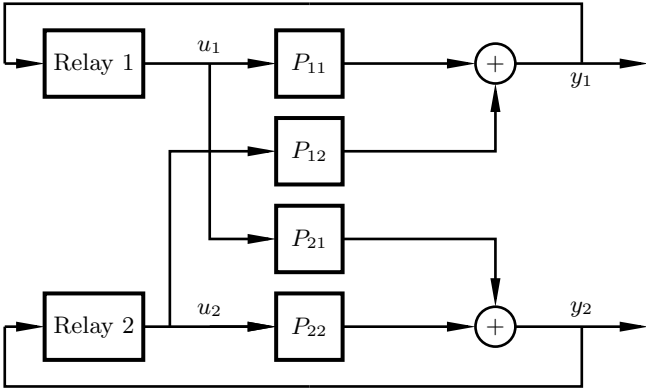 Relay 1
u₁
P₁₁
+
y₁
P₁₂
P₂₁
Relay 2
u₂
P₂₂
+
y₂